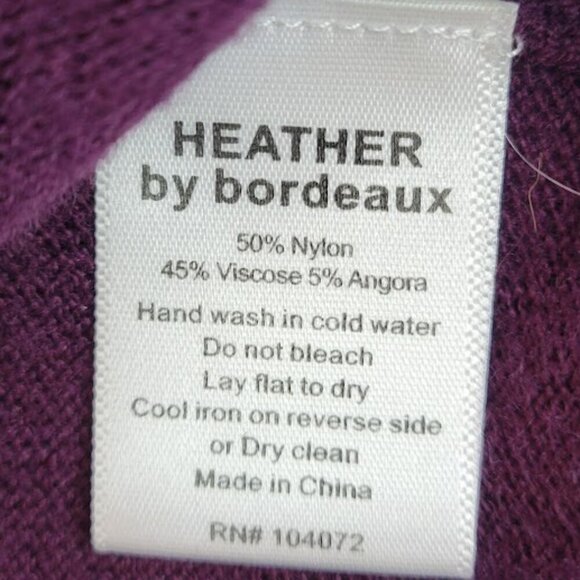 HEATHER
by bordeaux
50% Nylon
45% Viscose 5% Angora
Hand wash in cold water
Do not bleach
Lay flat to dry
Cool iron on reverse side
or Dry clean
Made in China
RN# 104072